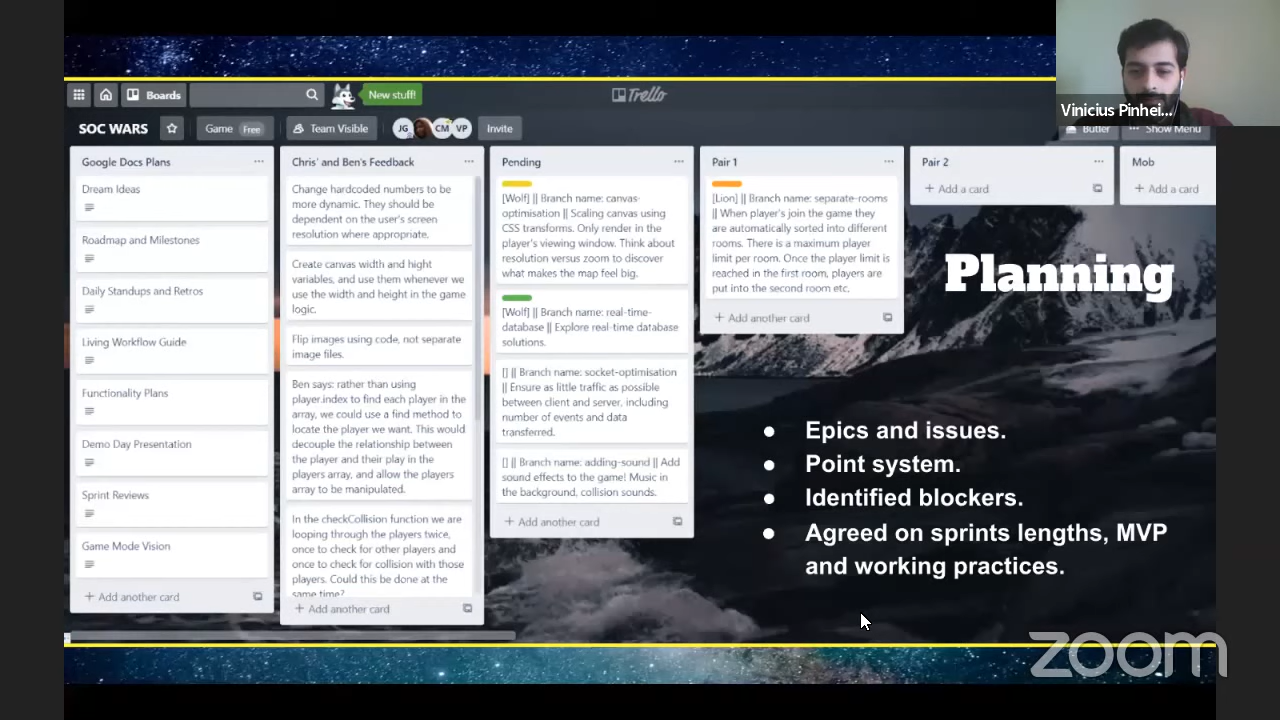 Vinicius Pinhei...
Boards
New stuff!
Trello
SOC WARS
Game
Free
Team Visible
JG
CM
VP
Invite
Butler
Show Menu
Google Docs Plans
Dream Ideas
Roadmap and Milestones
Daily Standups and Retros
Living Workflow Guide
Functionality Plans
Demo Day Presentation
Sprint Reviews
Game Mode Vision
+ Add another card
Chris' and Ben's Feedback
Change hardcoded numbers to be
more dynamic. They should be
dependent on the user's screen
resolution where appropriate.
Create canvas width and hight
variables, and use them whenever we
use the width and height in the game
logic.
Flip images using code, not separate
image files.
Ben says: rather than using
player.index to find each player in the
array, we could use a find method to
locate the player we want. This would
decouple the relationship between
the player and their play in the
players array, and allow the players
array to be manipulated.
In the checkCollision function we are
looping through the players twice,
once to check for other players and
once to check for collision with those
players. Could this be done at the
same time?
+ Add another card
Pending
[Wolf] || Branch name: canvas-
optimisation || Scaling canvas using
CSS transforms. Only render in the
player's viewing window. Think about
resolution versus zoom to discover
what makes the map feel big.
[Wolf] || Branch name: real-time-
database || Explore real-time database
solutions.
[] || Branch name: socket-optimisation
|| Ensure as little traffic as possible
between client and server, including
number of events and data
transferred.
[] || Branch name: adding-sound || Add
sound effects to the game! Music in
the background, collision sounds.
+ Add another card
Pair 1
[Lion] || Branch name: separate-rooms
|| When player's join the game they
are automatically sorted into different
rooms. There is a maximum player
limit per room. Once the player limit is
reached in the first room, players are
put into the second room etc.
+ Add another card
Pair 2
+ Add a card
Mob
+ Add a card
Planning
● Epics and issues.
● Point system.
● Identified blockers.
● Agreed on sprints lengths, MVP
and working practices.
zoom